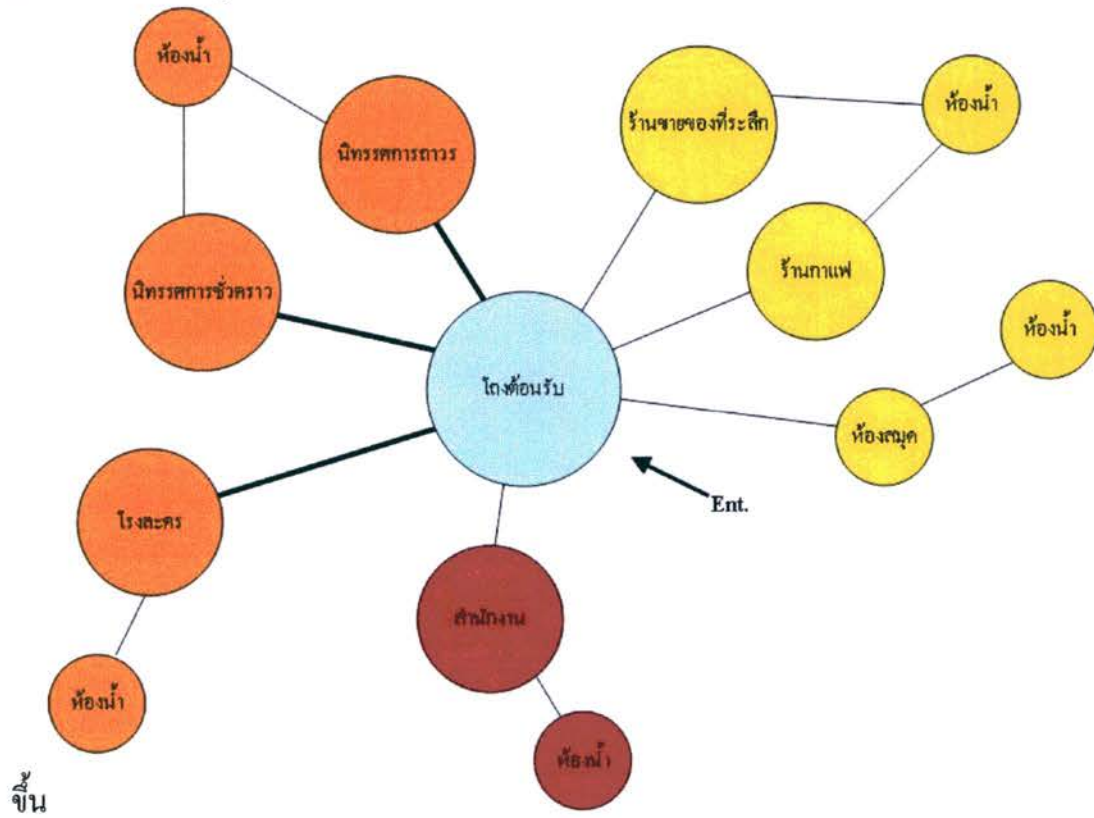 ห้องน้ำ
นิทรรศการถาวร
ร้านขายของที่ระลึก
ห้องน้ำ
นิทรรศการชั่วคราว
ร้านกาแฟ
ห้องน้ำ
โถงต้อนรับ
ห้องสมุด
Ent.
โรงละคร
สำนักงาน
ห้องน้ำ
ห้องน้ำ
ขึ้น